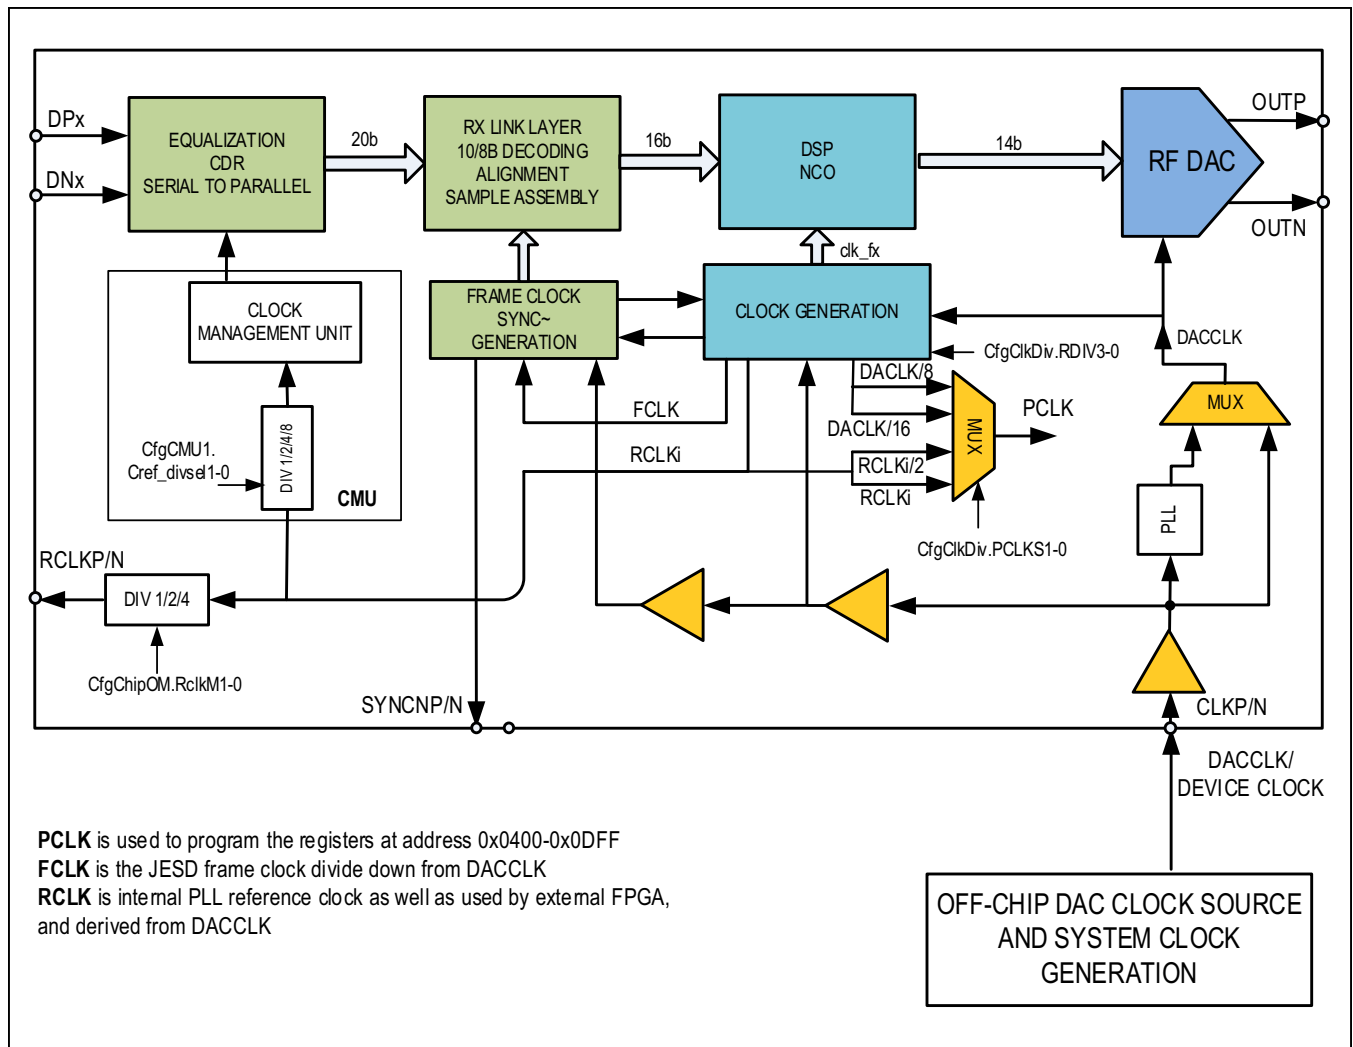 DPx
DNx
EQUALIZATION
CDR
SERIAL TO PARALLEL
20b
RX LINK LAYER
10/8B DECODING
ALIGNMENT
SAMPLE ASSEMBLY
16b
DSP
NCO
14b
RF DAC
OUTP
OUTN
clk_fx
CLOCK
MANAGEMENT UNIT
FRAME CLOCK
SYNC~
GENERATION
CLOCK GENERATION
DACCLK
CfgClkDiv.RDIV3-0
DACLK/8
DACLK/16
RCLKi/2
RCLKi
MUX
PCLK
CfgClkDiv.PCLKS1-0
MUX
PLL
FCLK
RCLKi
CfgCMU1.
Cref_divsel1-0
DIV 1/2/4/8
CMU
RCLKP/N
DIV 1/2/4
CfgChipOM.RclkM1-0
SYNCNP/N
CLKP/N
DACCLK/
DEVICE CLOCK
PCLK is used to program the registers at address 0x0400-0x0DFF
FCLK is the JESD frame clock divide down from DACCLK
RCLK is internal PLL reference clock as well as used by external FPGA,
and derived from DACCLK
OFF-CHIP DAC CLOCK SOURCE
AND SYSTEM CLOCK
GENERATION